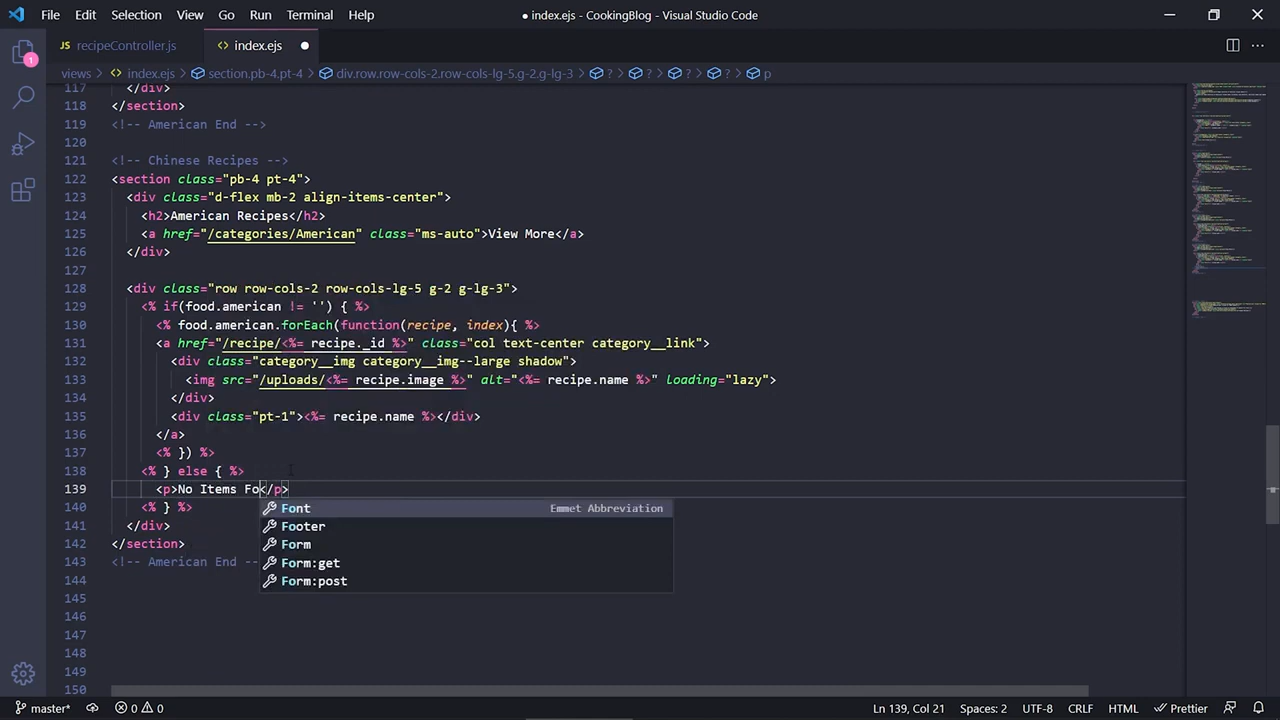 File Edit Selection View Go Run Terminal Help ● index.ejs - CookingBlog - Visual Studio Code
1
JS recipeController.js <> index.ejs ●
views > <> index.ejs > section.pb-4.pt-4 > div.row.row-cols-2.row-cols-lg-5.g-2.g-lg-3 > ? > ? > ? > ? > p
117 </div>
118 </section>
119 <!-- American End -->
120
121 <!-- Chinese Recipes -->
122 <section class="pb-4 pt-4">
123 <div class="d-flex mb-2 align-items-center">
124 <h2>American Recipes</h2>
125 <a href="/categories/American" class="ms-auto">View More</a>
126 </div>
127
128 <div class="row row-cols-2 row-cols-lg-5 g-2 g-lg-3">
129 <% if(food.american != '') { %>
130 <% food.american.forEach(function(recipe, index){ %>
131 <a href="/recipe/<%= recipe._id %>" class="col text-center category__link">
132 <div class="category__img category__img--large shadow">
133 <img src="/uploads/<%= recipe.image %>" alt="<%= recipe.name %>" loading="lazy">
134 </div>
135 <div class="pt-1"><%= recipe.name %></div>
136 </a>
137 <% }) %>
138 <% } else { %>
139 <p>No Items Fo</p>
140 <% } %>
Font Emmet Abbreviation
141 </div>
Footer
142 </section>
Form
143 <!-- American End --
Form:get
144
Form:post
145
146
147
148
149
150
master* 0 0 Ln 139, Col 21 Spaces: 2 UTF-8 CRLF HTML Prettier